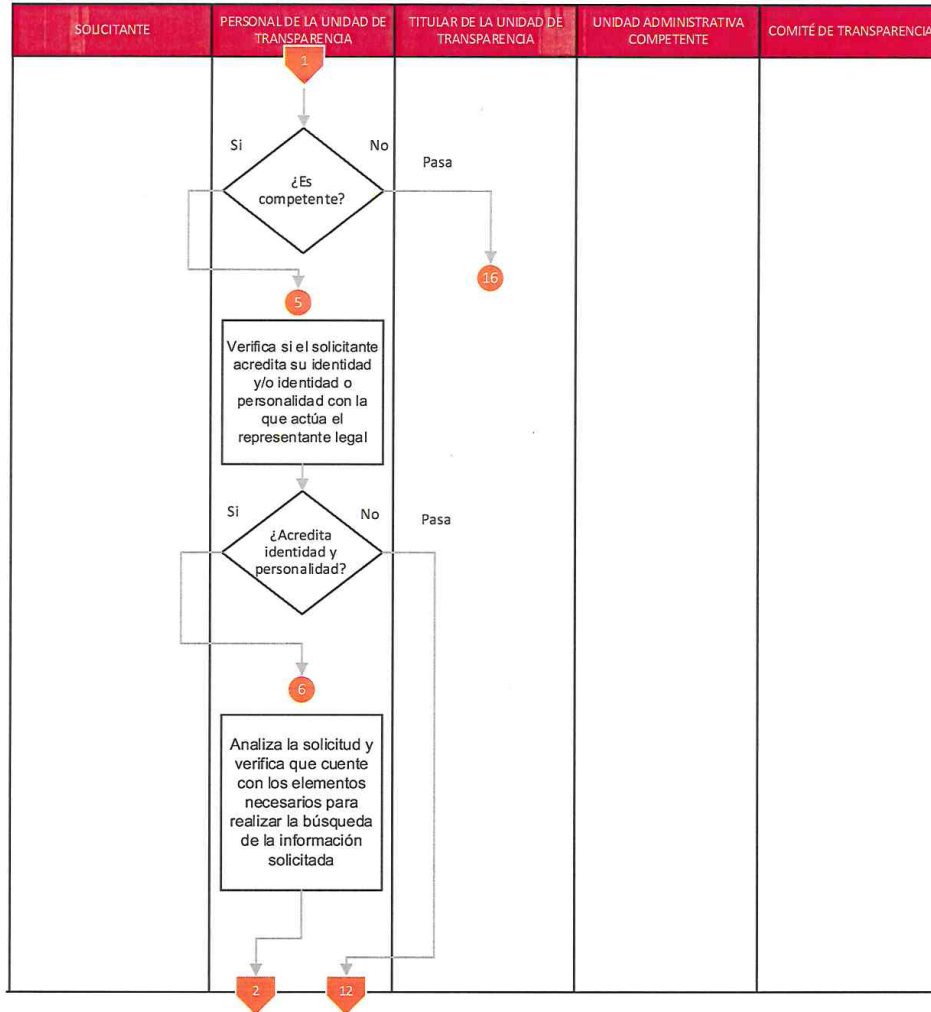 SOLICITANTE
PERSONAL DE LA UNIDAD DE
TRANSPARENCIA
TITULAR DE LA UNIDAD DE
TRANSPARENCIA
UNIDAD ADMINISTRATIVA
COMPETENTE
COMITÉ DE TRANSPARENCIA
1
Si
No
Pasa
¿Es
competente?
16
5
Verifica si el solicitante
acredita su identidad
y/o identidad o
personalidad con la
que actúa el
representante legal
Si
No
Pasa
¿Acredita
identidad y
personalidad?
6
Analiza la solicitud y
verifica que cuente
con los elementos
necesarios para
realizar la búsqueda
de la información
solicitada
2
12